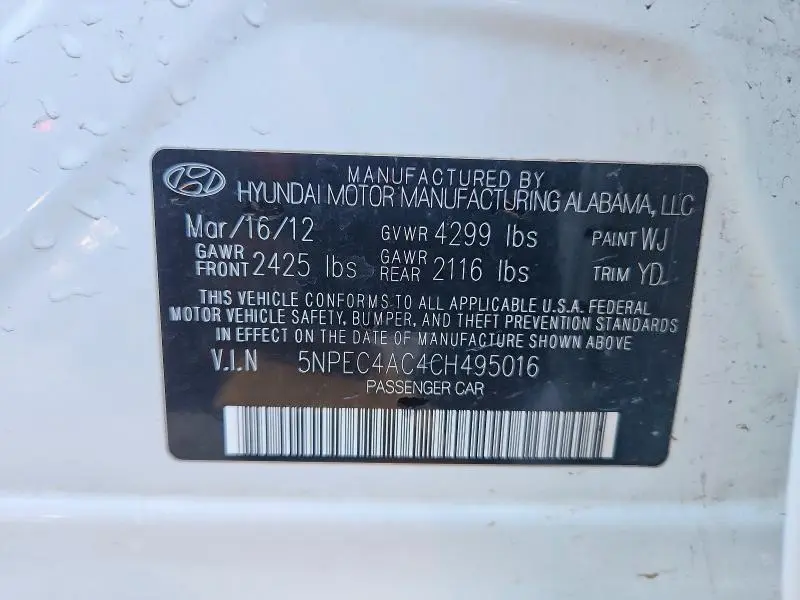 MANUFACTURED BY
HYUNDAI MOTOR MANUFACTURING ALABAMA, LLC
Mar/16/12 GVWR 4299 lbs PAINT WJ
GAWR FRONT 2425 lbs GAWR REAR 2116 lbs TRIM YD
THIS VEHICLE CONFORMS TO ALL APPLICABLE U.S.A. FEDERAL
MOTOR VEHICLE SAFETY, BUMPER, AND THEFT PREVENTION STANDARDS
IN EFFECT ON THE DATE OF MANUFACTURE SHOWN ABOVE
V.I.N 5NPEC4AC4CH495016
PASSENGER CAR